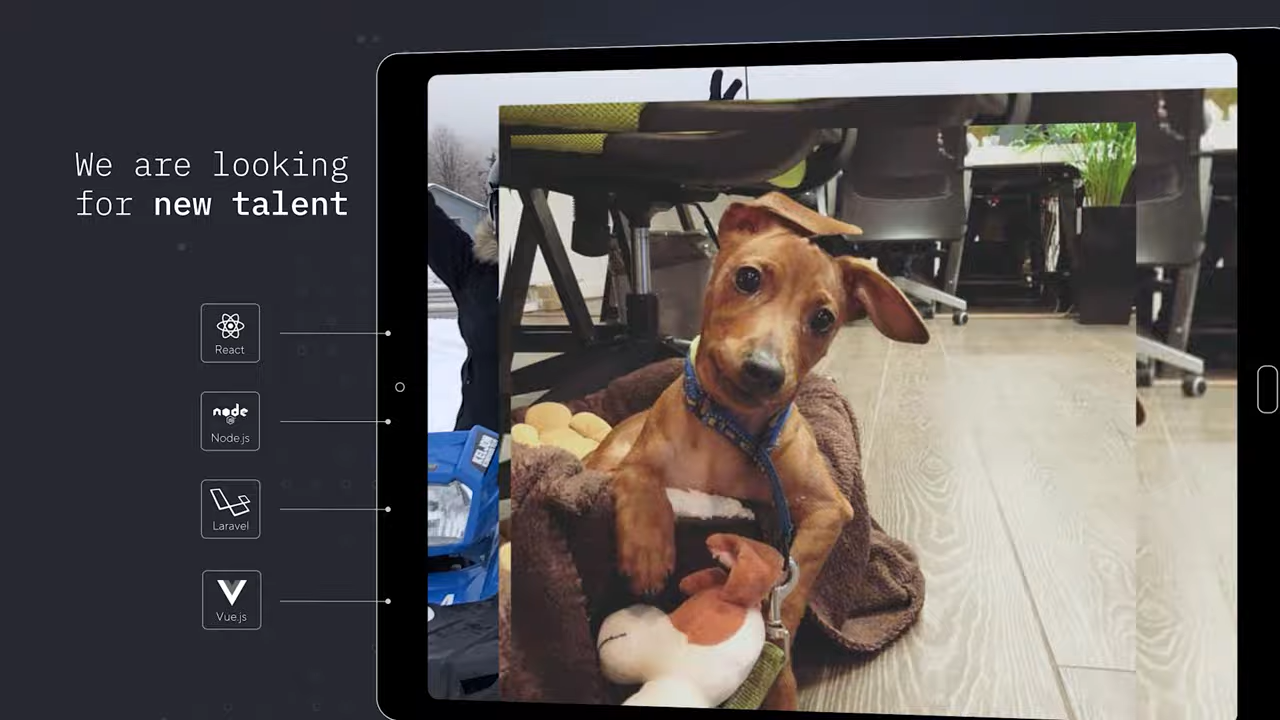 We are looking
for new talent
React
node
Node.js
Laravel
Vue.js